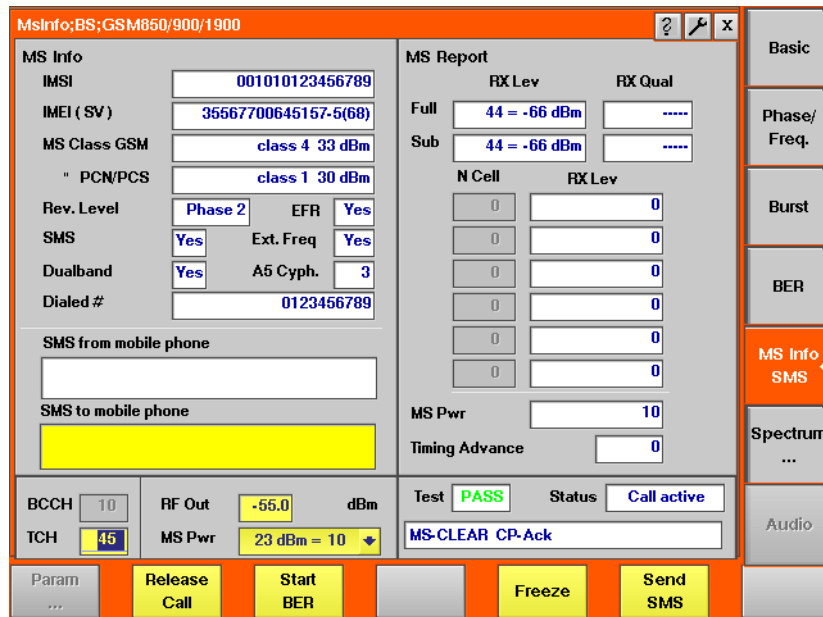 MsInfo;BS;GSM850/900/1900
? x
MS Info
IMSI 001010123456789
IMEI ( SV ) 35567700645157-5(68)
MS Class GSM class 4 33 dBm
" PCN/PCS class 1 30 dBm
Rev. Level Phase 2 EFR Yes
SMS Yes Ext. Freq Yes
Dualband Yes A5 Cyph. 3
Dialed # 0123456789
SMS from mobile phone
SMS to mobile phone
MS Report
RX Lev RX Qual
Full 44 = -66 dBm -----
Sub 44 = -66 dBm -----
N Cell RX Lev
0 0
0 0
0 0
0 0
0 0
0 0
MS Pwr 10
Timing Advance 0
BCCH 10 RF Out -55.0 dBm
TCH 45 MS Pwr 23 dBm = 10
Test PASS Status Call active
MS-CLEAR CP-Ack
Param
...
Release
Call
Start
BER
Freeze
Send
SMS
Basic
Phase/
Freq.
Burst
BER
MS Info
SMS
Spectrum
...
Audio